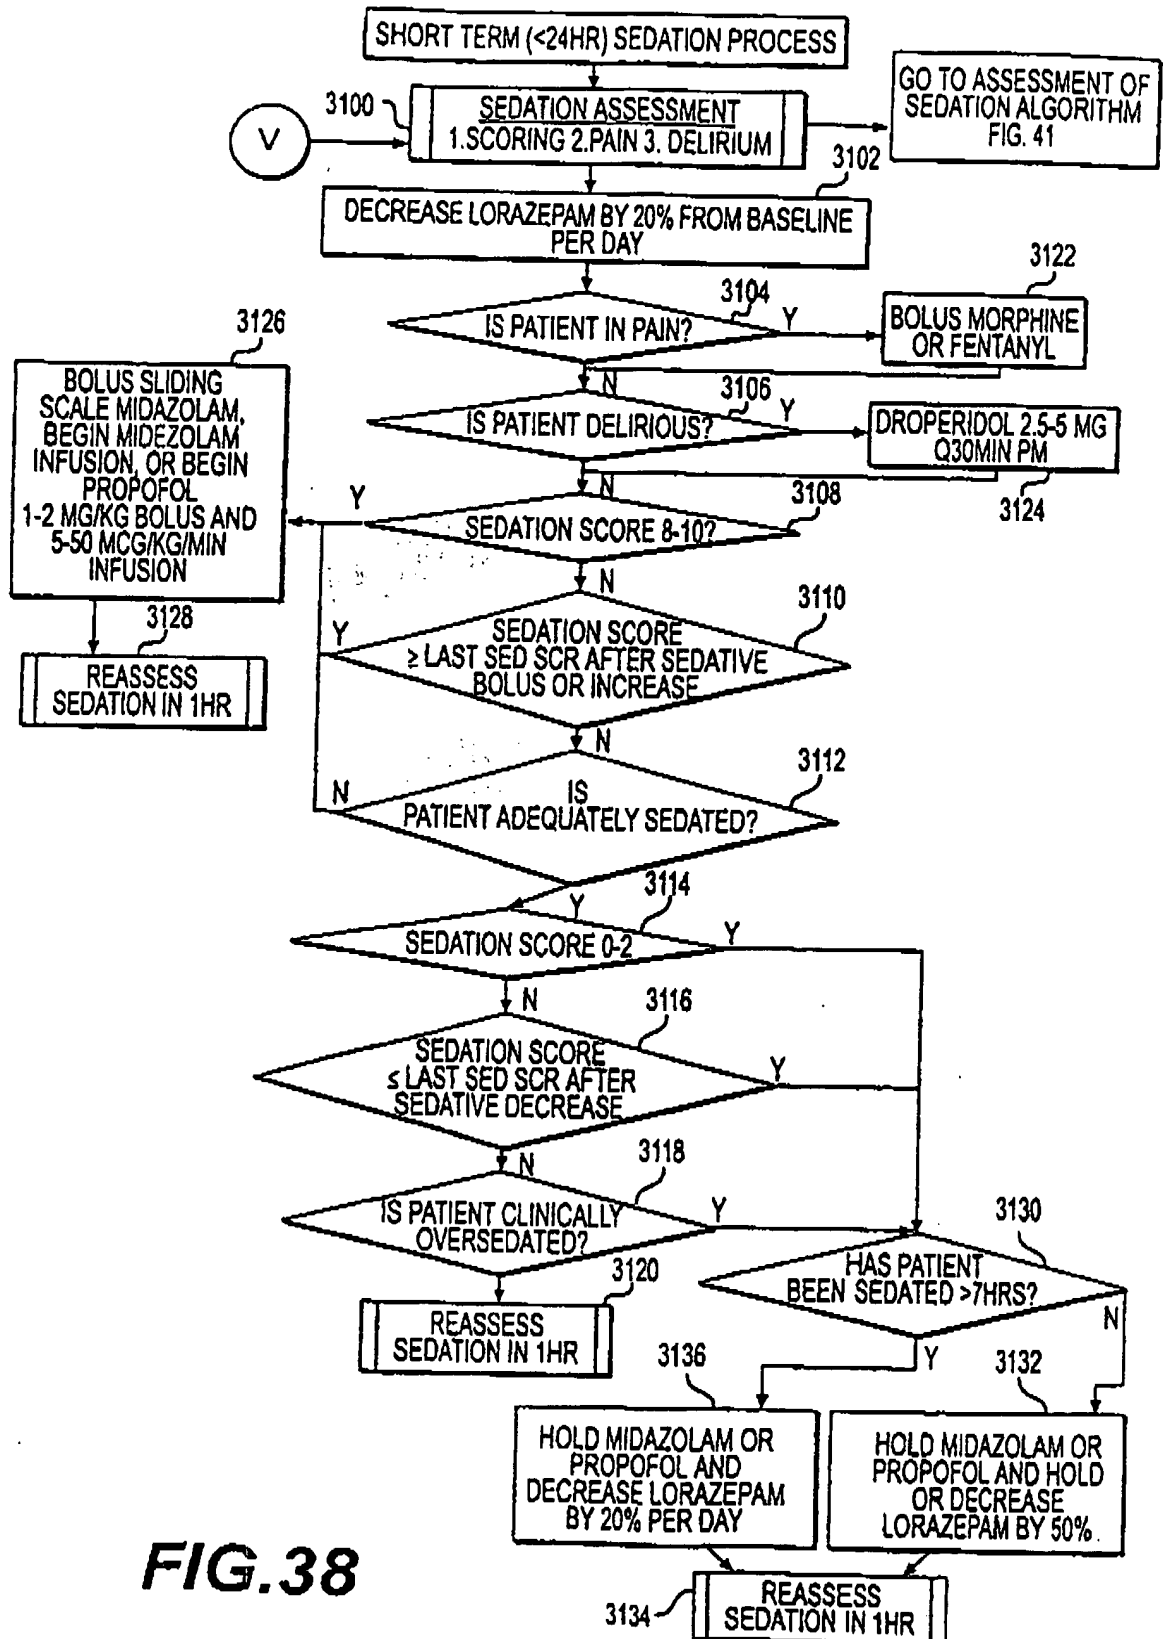 SHORT TERM (<24HR) SEDATION PROCESS
3100
V
SEDATION ASSESSMENT
1.SCORING 2.PAIN 3. DELIRIUM
GO TO ASSESSMENT OF
SEDATION ALGORITHM
FIG. 41
3102
DECREASE LORAZEPAM BY 20% FROM BASELINE
PER DAY
3104
IS PATIENT IN PAIN?
Y
N
3122
BOLUS MORPHINE
OR FENTANYL
3106
IS PATIENT DELIRIOUS?
Y
N
DROPERIDOL 2.5-5 MG
Q30MIN PM
3124
3126
BOLUS SLIDING
SCALE MIDAZOLAM,
BEGIN MIDEZOLAM
INFUSION, OR BEGIN
PROPOFOL
1-2 MG/KG BOLUS AND
5-50 MCG/KG/MIN
INFUSION
3128
REASSESS
SEDATION IN 1HR
3108
Y
SEDATION SCORE 8-10?
N
3110
Y
SEDATION SCORE
≥ LAST SED SCR AFTER SEDATIVE
BOLUS OR INCREASE
N
3112
N
IS
PATIENT ADEQUATELY SEDATED?
Y
3114
SEDATION SCORE 0-2
Y
N
3116
SEDATION SCORE
≤ LAST SED SCR AFTER
SEDATIVE DECREASE
Y
N
3118
IS PATIENT CLINICALLY
OVERSEDATED?
Y
3120
REASSESS
SEDATION IN 1HR
3130
HAS PATIENT
BEEN SEDATED >7HRS?
N
Y
3136
HOLD MIDAZOLAM OR
PROPOFOL AND
DECREASE LORAZEPAM
BY 20% PER DAY
3132
HOLD MIDAZOLAM OR
PROPOFOL AND HOLD
OR DECREASE
LORAZEPAM BY 50%
3134
REASSESS
SEDATION IN 1HR
FIG.38